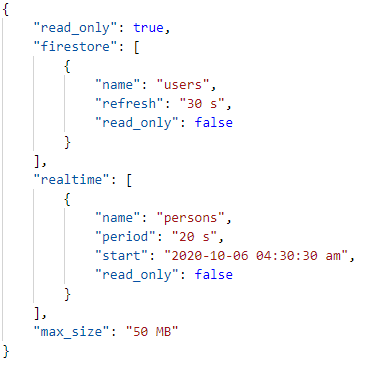 {
    "read_only": true,
    "firestore": [
        {
            "name": "users",
            "refresh": "30 s",
            "read_only": false
        }
    ],
    "realtime": [
        {
            "name": "persons",
            "period": "20 s",
            "start": "2020-10-06 04:30:30 am",
            "read_only": false
        }
    ],
    "max_size": "50 MB"
}